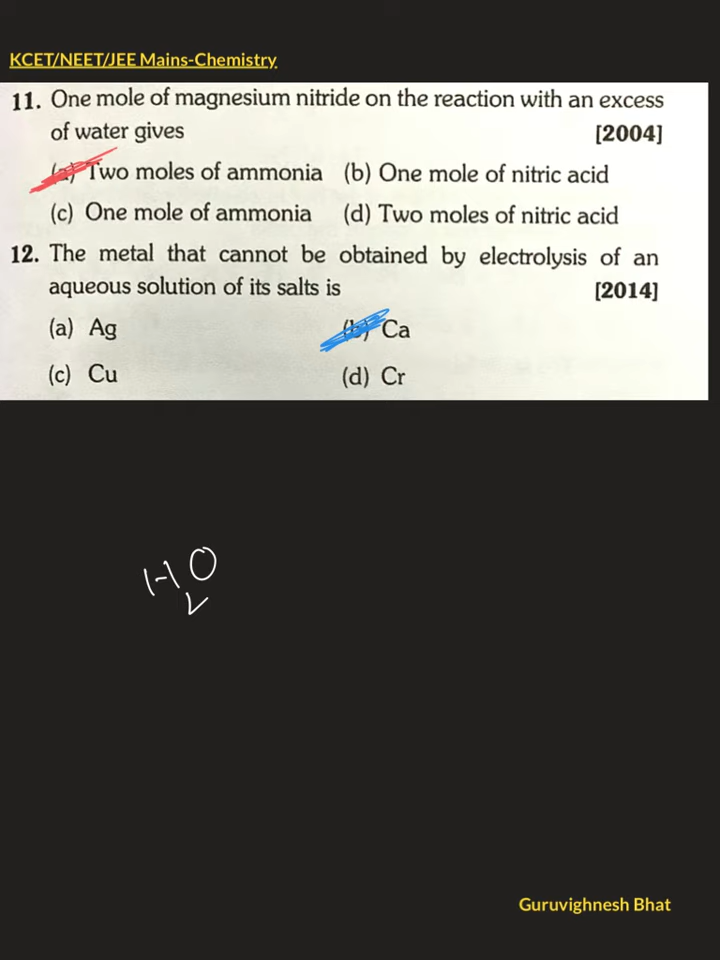 KCET/NEET/JEE Mains-Chemistry
11. One mole of magnesium nitride on the reaction with an excess
of water gives [2004]
(a) Two moles of ammonia (b) One mole of nitric acid
(c) One mole of ammonia (d) Two moles of nitric acid
12. The metal that cannot be obtained by electrolysis of an
aqueous solution of its salts is [2014]
(a) Ag (b) Ca
(c) Cu (d) Cr
H2O
Guruvighnesh Bhat